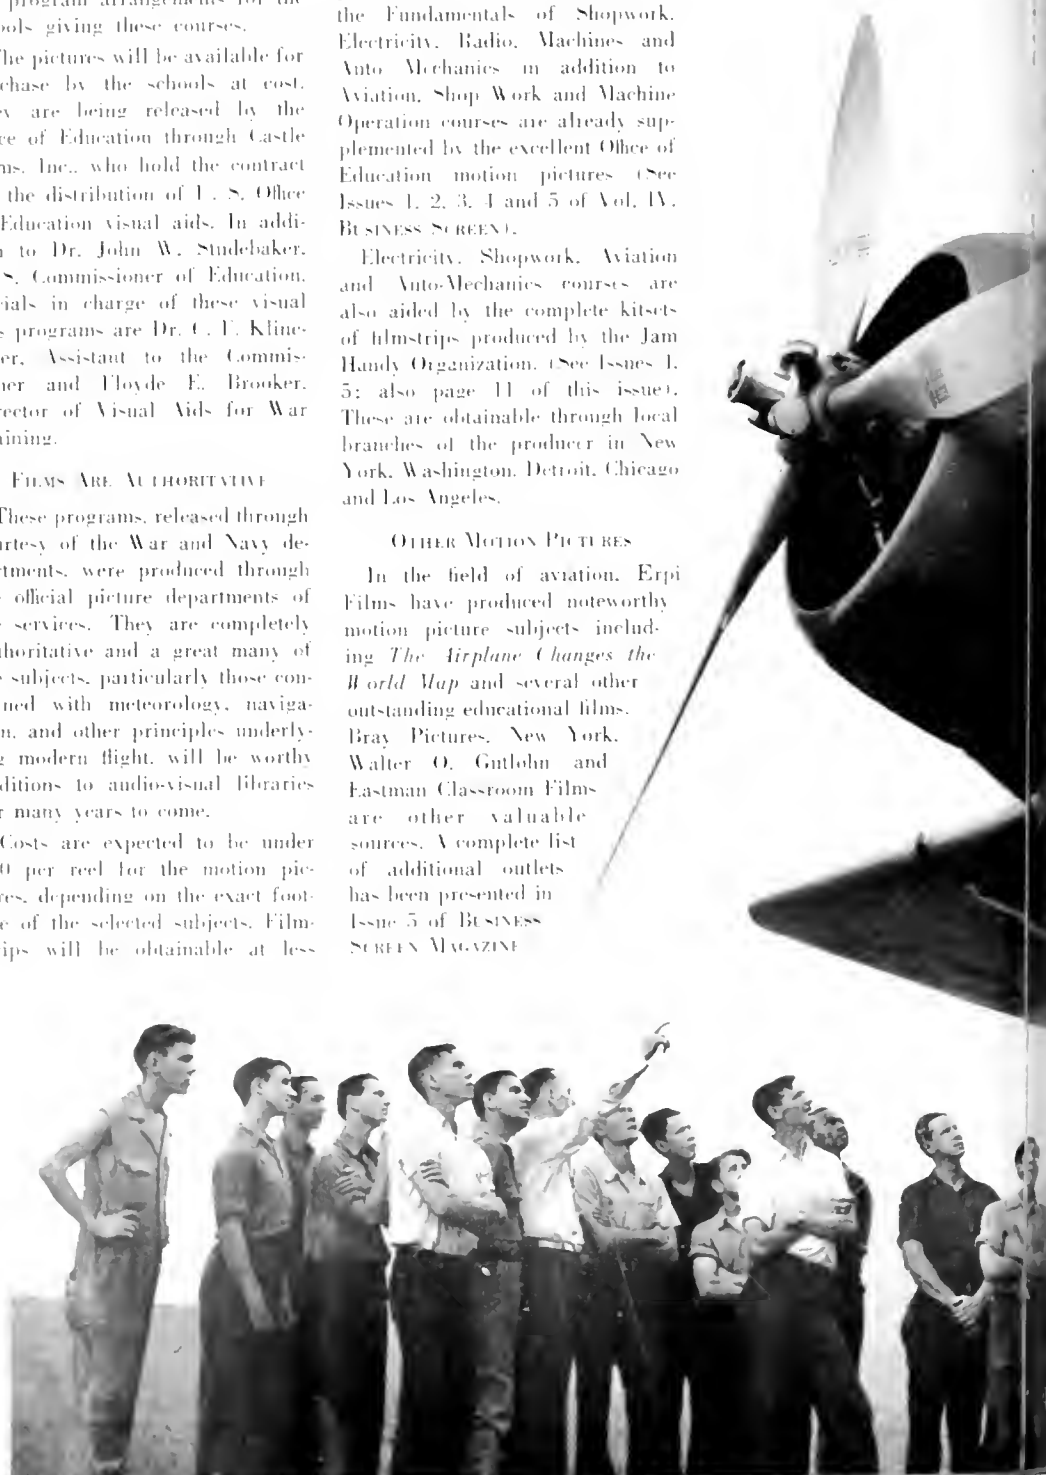 program arrangements for the
ools giving these courses.
The pictures will be available for
chase by the schools at cost.
ey are being released by the
ce of Education through Castle
ms, Inc., who hold the contract
the distribution of U. S. Office
Education visual aids. In addi-
n to Dr. John W. Studebaker,
S. Commissioner of Education,
cials in charge of these visual
s programs are Dr. C. F. Kline-
er, Assistant to the Commis-
ner and Floyde E. Brooker,
rector of Visual Aids for War
aining.
FILMS ARE AUTHORITATIVE
These programs, released through
urtesy of the War and Navy de-
rtments, were produced through
official picture departments of
services. They are completely
thoritative and a great many of
subjects, particularly those con-
ned with meteorology, naviga-
n, and other principles underly-
g modern flight, will be worthy
ditions to audio-visual libraries
r many years to come.
Costs are expected to be under
0 per reel for the motion pic-
res, depending on the exact foot-
e of the selected subjects. Film-
rips will be obtainable at less
the Fundamentals of Shopwork,
Electricity, Radio, Machines and
Auto Mechanics in addition to
Aviation. Shop Work and Machine
Operation courses are already sup-
plemented by the excellent Office of
Education motion pictures (See
Issues 1, 2, 3, 4 and 5 of Vol. IV,
BUSINESS SCREEN).
Electricity, Shopwork, Aviation
and Auto-Mechanics courses are
also aided by the complete kitsets
of filmstrips produced by the Jam
Handy Organization. (See Issues 4,
5; also page 11 of this issue).
These are obtainable through local
branches of the producer in New
York, Washington, Detroit, Chicago
and Los Angeles.
OTHER MOTION PICTURES
In the field of aviation, Erpi
Films have produced noteworthy
motion picture subjects includ-
ing The Airplane Changes the
World Map and several other
outstanding educational films.
Bray Pictures, New York,
Walter O. Gutlohn and
Eastman Classroom Films
are other valuable
sources. A complete list
of additional outlets
has been presented in
Issue 5 of BUSINESS
SCREEN MAGAZINE